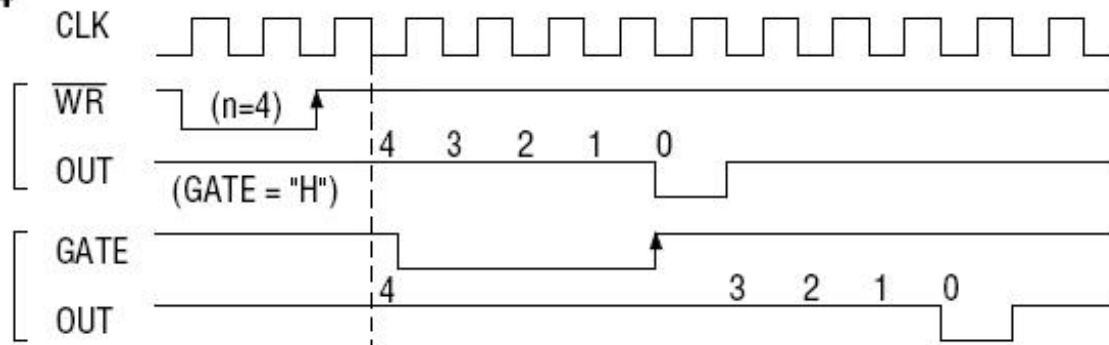 CLK
WR
(n=4)
4 3 2 1 0
OUT
(GATE = "H")
GATE
4 3 2 1 0
OUT